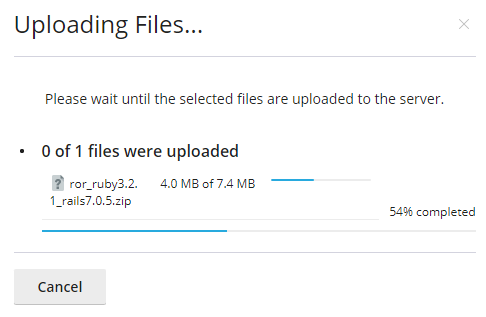 Uploading Files...
Please wait until the selected files are uploaded to the server.
0 of 1 files were uploaded
ror_ruby3.2. 4.0 MB of 7.4 MB
1_rails7.0.5.zip
54% completed
Cancel